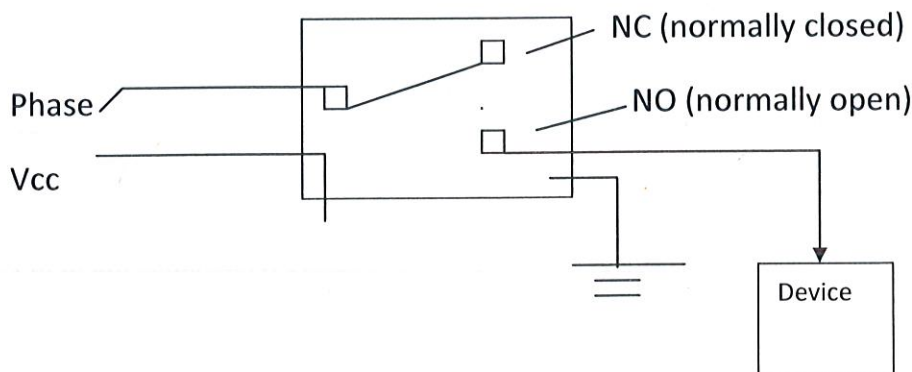 NC (normally closed)
Phase
NO (normally open)
Vcc
Device